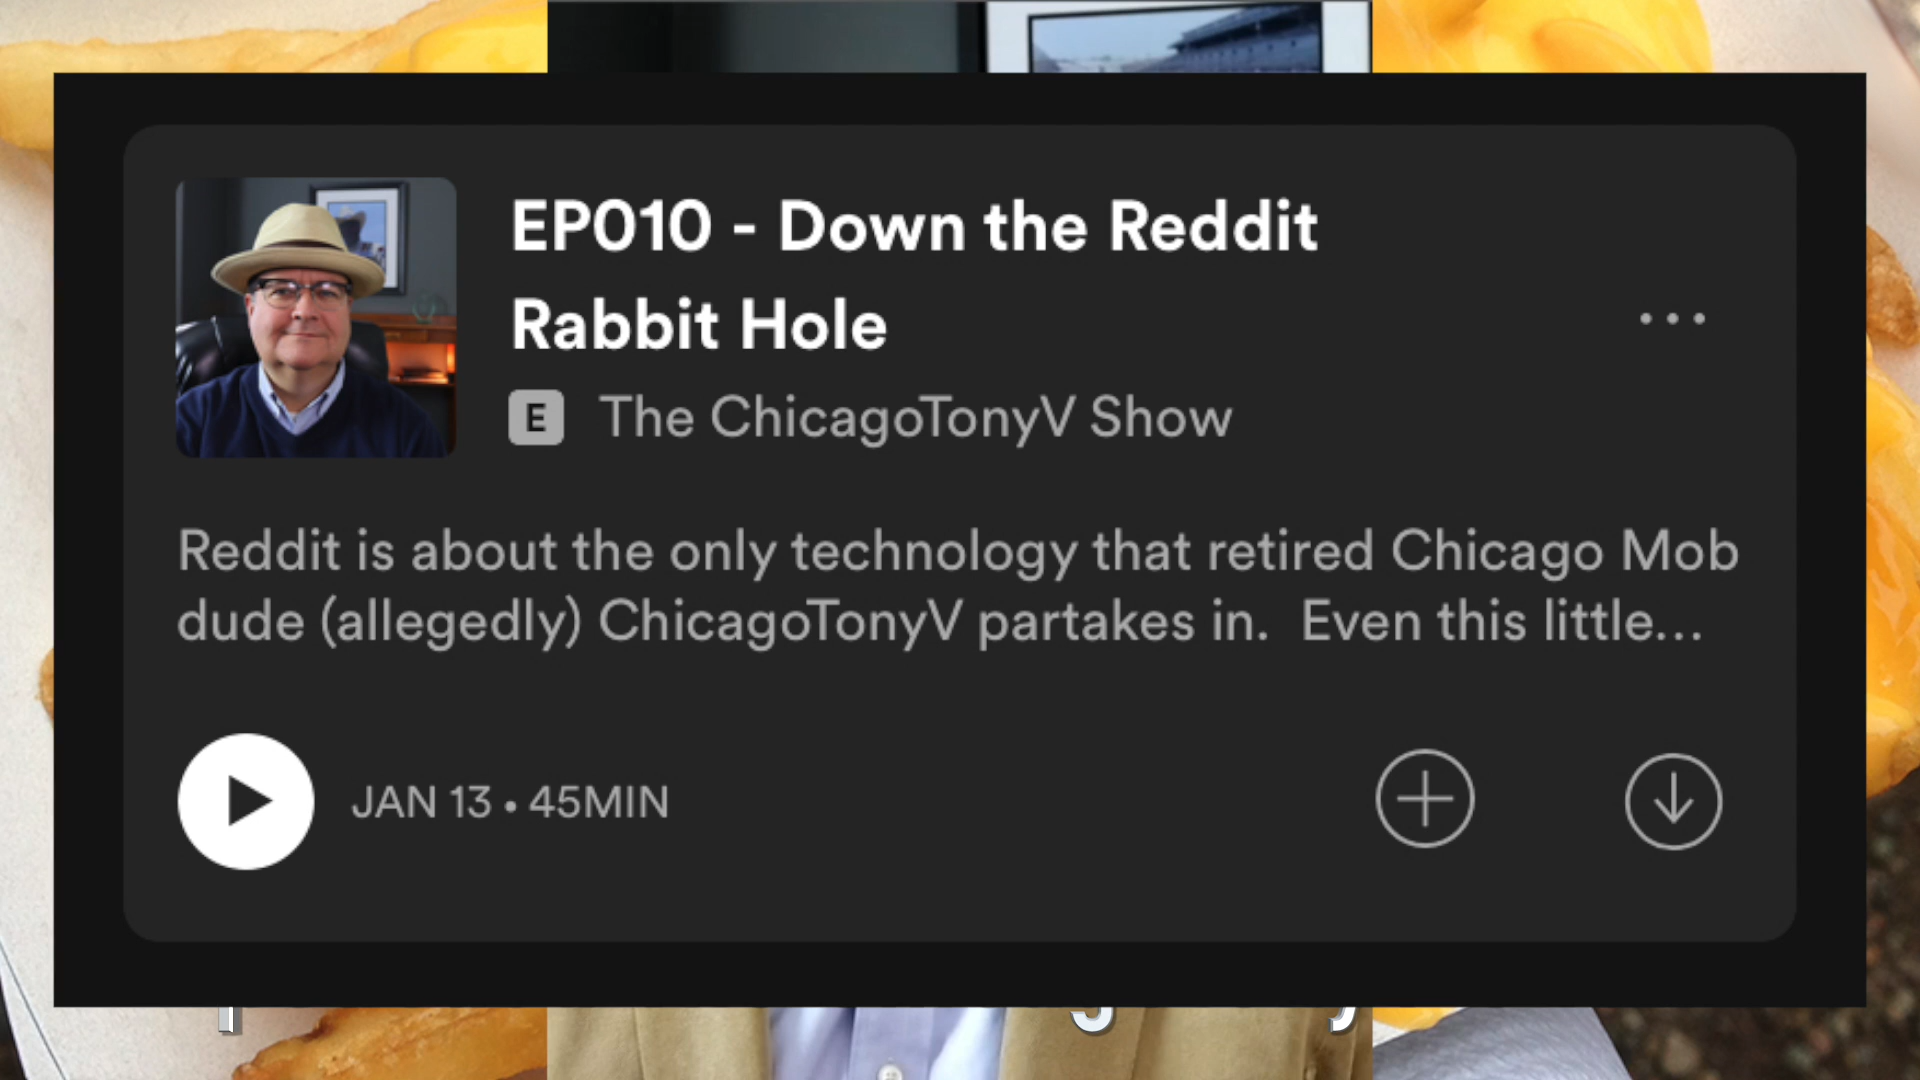 EP010 - Down the Reddit
Rabbit Hole
E The ChicagoTonyV Show
Reddit is about the only technology that retired Chicago Mob
dude (allegedly) ChicagoTonyV partakes in.  Even this little...
JAN 13 • 45MIN